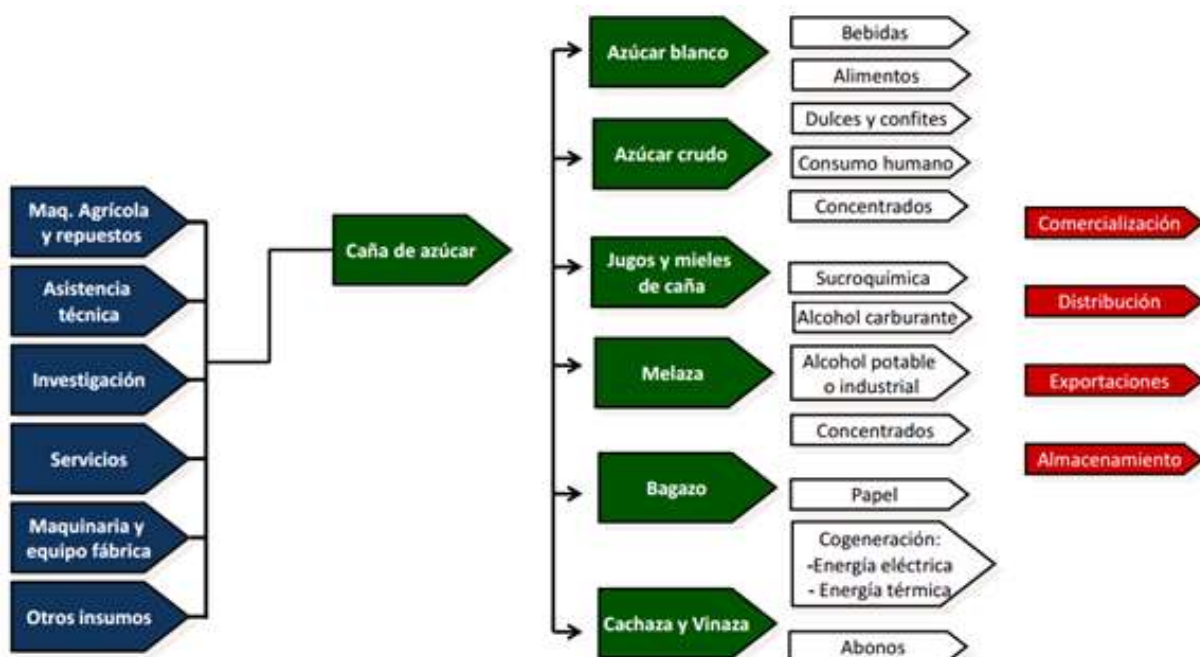 Maq. Agrícola
y repuestos
Asistencia
técnica
Investigación
Servicios
Maquinaria y
equipo fábrica
Otros insumos
Caña de azúcar
Azúcar blanco
Azúcar crudo
Jugos y mieles
de caña
Melaza
Bagazo
Cachaza y Vinaza
Bebidas
Alimentos
Dulces y confites
Consumo humano
Concentrados
Sucroquímica
Alcohol carburante
Alcohol potable
o industrial
Concentrados
Papel
Cogeneración:
-Energía eléctrica
- Energía térmica
Abonos
Comercialización
Distribución
Exportaciones
Almacenamiento